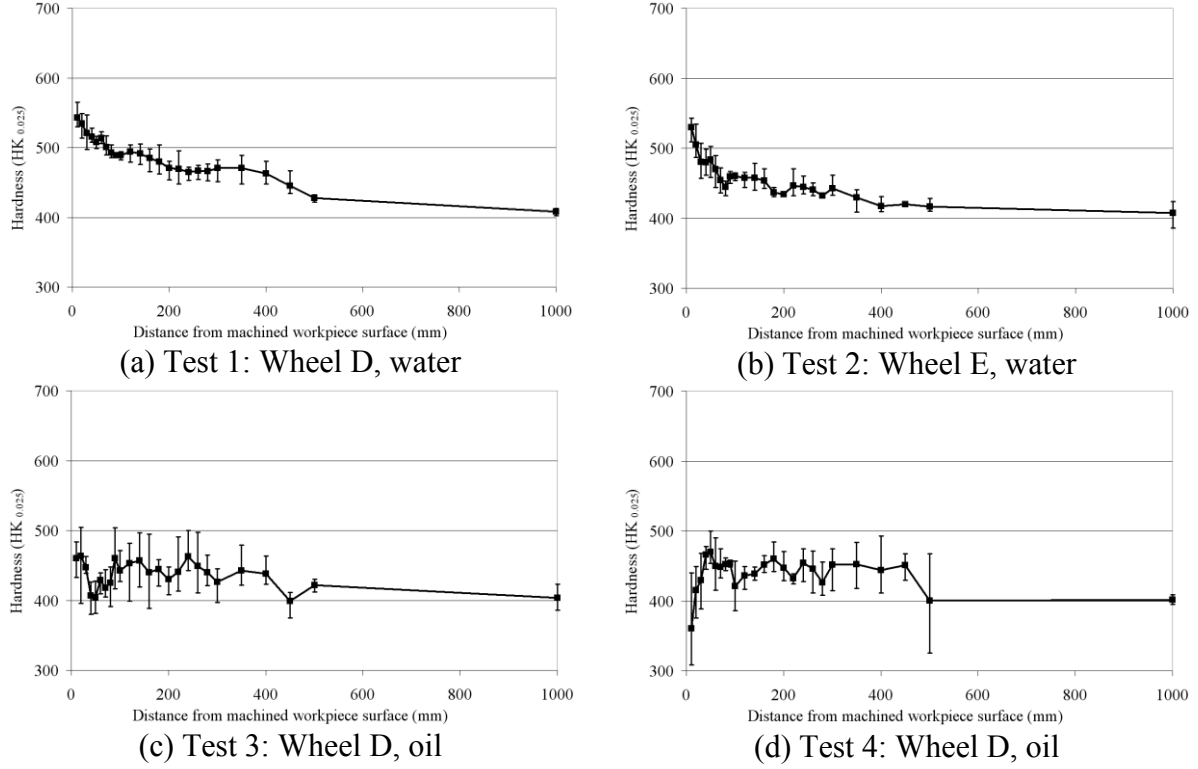 700
600
500
400
300
Hardness (HK 0.025)
0 200 400 600 800 1000
Distance from machined workpiece surface (mm)
(a) Test 1: Wheel D, water
700
600
500
400
300
Hardness (HK 0.025)
0 200 400 600 800 1000
Distance from machined workpiece surface (mm)
(b) Test 2: Wheel E, water
700
600
500
400
300
Hardness (HK 0.025)
0 200 400 600 800 1000
Distance from machined workpiece surface (mm)
(c) Test 3: Wheel D, oil
700
600
500
400
300
Hardness (HK 0.025)
0 200 400 600 800 1000
Distance from machined workpiece surface (mm)
(d) Test 4: Wheel D, oil